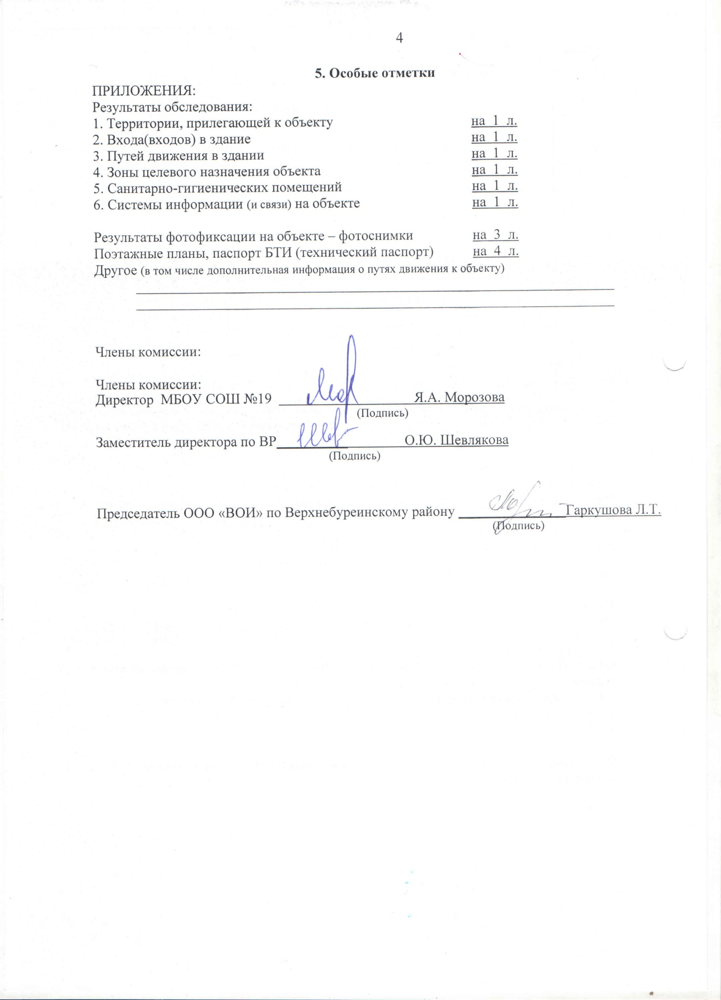 4
5. Особые отметки
ПРИЛОЖЕНИЯ:
Результаты обследования:
1. Территории, прилегающей к объекту на 1 л.
2. Входа(входов) в здание на 1 л.
3. Путей движения в здании на 1 л.
4. Зоны целевого назначения объекта на 1 л.
5. Санитарно-гигиенических помещений на 1 л.
6. Системы информации (и связи) на объекте на 1 л.
Результаты фотофиксации на объекте – фотоснимки на 3 л.
Поэтажные планы, паспорт БТИ (технический паспорт) на 4 л.
Другое (в том числе дополнительная информация о путях движения к объекту)
Члены комиссии:
Члены комиссии:
Директор МБОУ СОШ №19 Я.А. Морозова
(Подпись)
Заместитель директора по ВР О.Ю. Шевлякова
(Подпись)
Председатель ООО «ВОИ» по Верхнебуреинскому району Гаркушова Л.Т.
(Подпись)